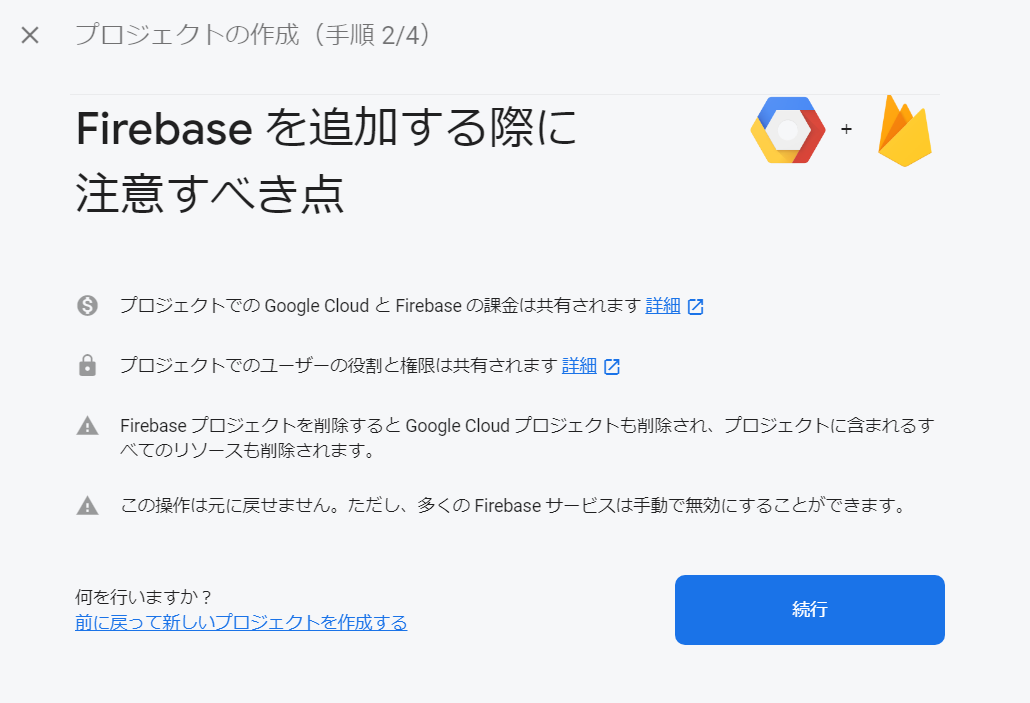 プロジェクトの作成（手順 2/4）
Firebase を追加する際に
注意すべき点
+
プロジェクトでの Google Cloud と Firebase の課金は共有されます 詳細
プロジェクトでのユーザーの役割と権限は共有されます 詳細
Firebase プロジェクトを削除すると Google Cloud プロジェクトも削除され、プロジェクトに含まれるす
べてのリソースも削除されます。
この操作は元に戻せません。ただし、多くの Firebase サービスは手動で無効にすることができます。
何を行いますか？
前に戻って新しいプロジェクトを作成する
続行